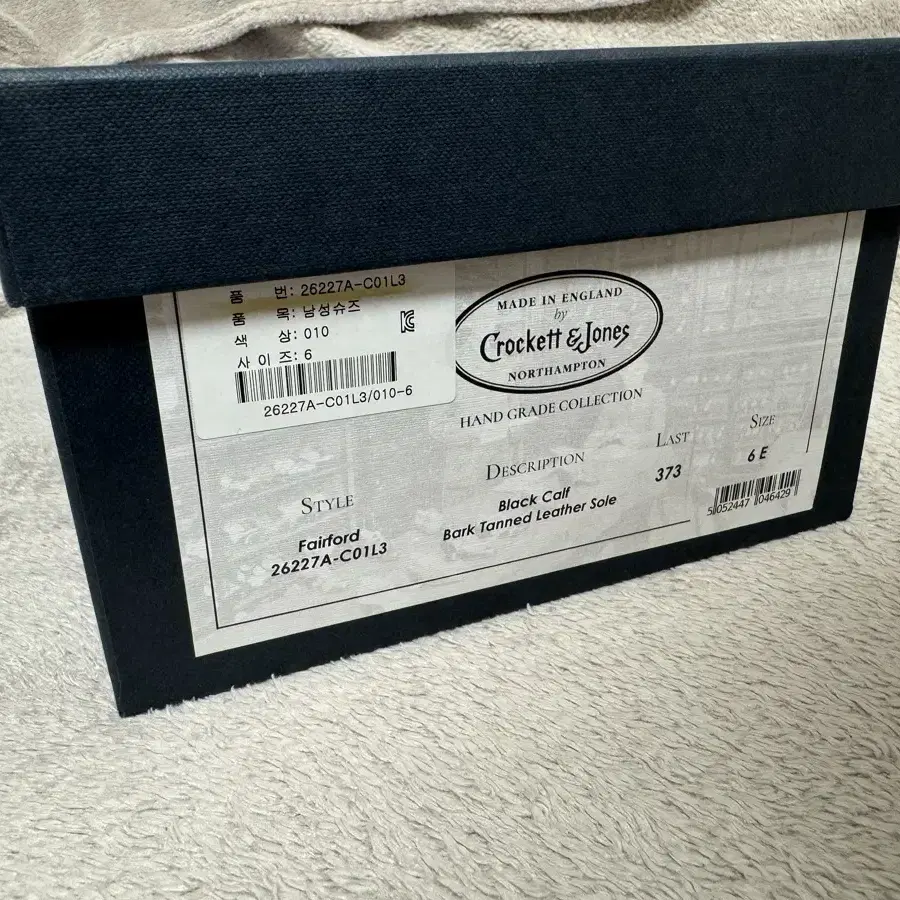 품 번: 26227A-C01L3
품 목: 남성슈즈
색 상: 010
사 이 즈: 6
26227A-C01L3/010-6
MADE IN ENGLAND
by
Crockett & Jones
NORTHAMPTON
HAND GRADE COLLECTION
STYLE
Fairford
26227A-C01L3
DESCRIPTION
Black Calf
Bark Tanned Leather Sole
LAST
373
SIZE
6 E
5 052447 046429